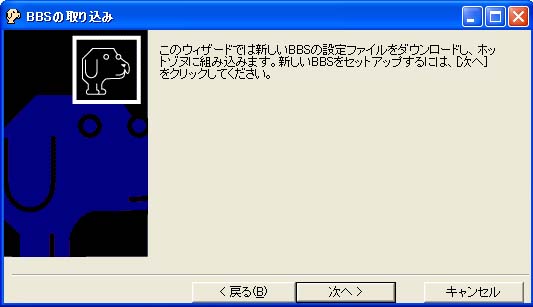 BBSの取り込み
このウィザードでは新しいBBSの設定ファイルをダウンロードし、ホッ
トゾヌに組み込みます。新しいBBSをセットアップするには、[次へ]
をクリックしてください。
< 戻る(B)
次へ >
キャンセル